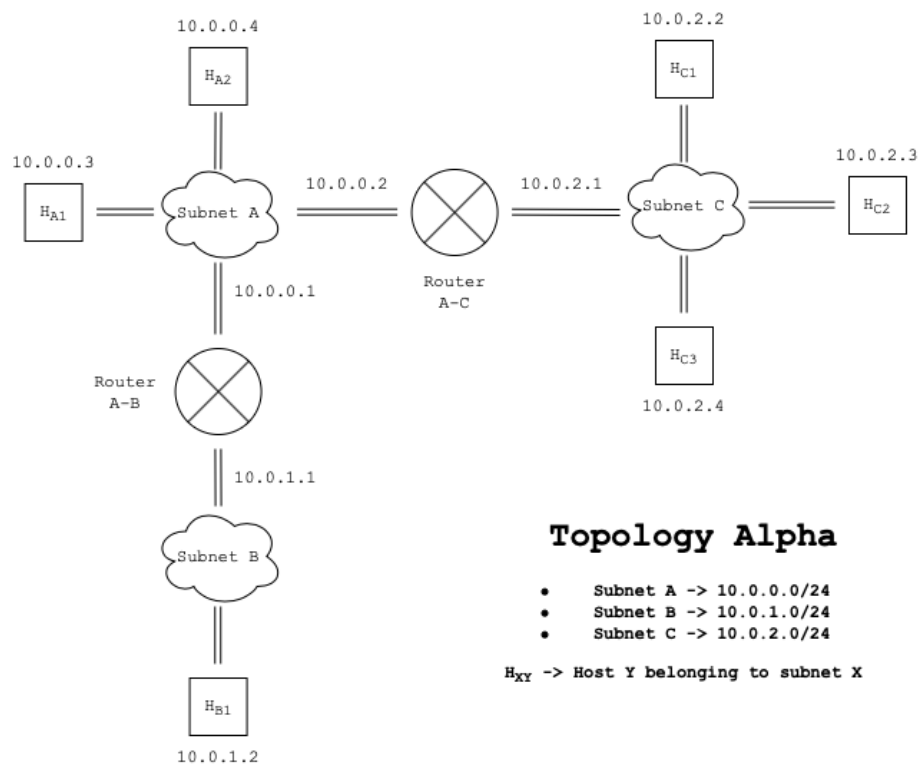 10.0.0.4
H_A2
10.0.0.3
H_A1
Subnet A
10.0.0.2
10.0.2.1
10.0.2.2
H_C1
Subnet C
10.0.2.3
H_C2
Router
A-C
10.0.0.1
H_C3
10.0.2.4
Router
A-B
10.0.1.1
Subnet B
H_B1
10.0.1.2
Topology Alpha
• Subnet A -> 10.0.0.0/24
• Subnet B -> 10.0.1.0/24
• Subnet C -> 10.0.2.0/24
H_XY -> Host Y belonging to subnet X